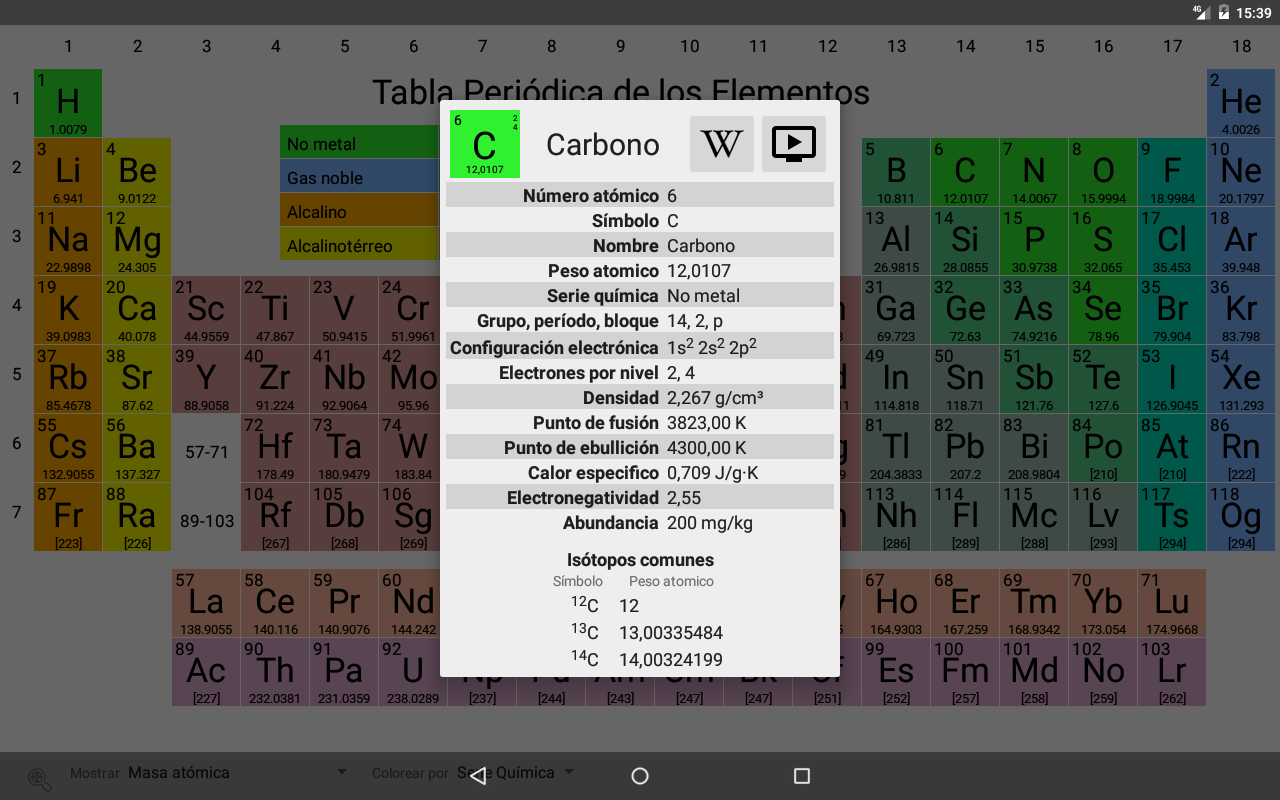 4G 15:39
1 2 3 4 5 6 7 8 9 10 11 12 13 14 15 16 17 18
Tabla Periódica de los Elementos
1
1 H 1.0079
2 He 4.0026
No metal
Gas noble
Alcalino
Alcalinotérreo
2
3 Li 6.941
4 Be 9.0122
5 B 10.811
6 C 12.0107
7 N 14.0067
8 O 15.9994
9 F 18.9984
10 Ne 20.1797
3
11 Na 22.9898
12 Mg 24.305
13 Al 26.9815
14 Si 28.0855
15 P 30.9738
16 S 32.065
17 Cl 35.453
18 Ar 39.948
4
19 K 39.0983
20 Ca 40.078
21 Sc 44.9559
22 Ti 47.867
23 V 50.9415
24 Cr 51.9961
31 Ga 69.723
32 Ge 72.63
33 As 74.9216
34 Se 78.96
35 Br 79.904
36 Kr 83.798
5
37 Rb 85.4678
38 Sr 87.62
39 Y 88.9058
40 Zr 91.224
41 Nb 92.9064
42 Mo 95.96
49 In 114.818
50 Sn 118.71
51 Sb 121.76
52 Te 127.6
53 I 126.9045
54 Xe 131.293
6
55 Cs 132.9055
56 Ba 137.327
57-71
72 Hf 178.49
73 Ta 180.9479
74 W 183.84
81 Tl 204.3833
82 Pb 207.2
83 Bi 208.9804
84 Po [210]
85 At [210]
86 Rn [222]
7
87 Fr [223]
88 Ra [226]
89-103
104 Rf [267]
105 Db [268]
106 Sg [269]
113 Nh [286]
114 Fl [289]
115 Mc [288]
116 Lv [293]
117 Ts [294]
118 Og [294]
57 La 138.9055
58 Ce 140.116
59 Pr 140.9076
60 Nd 144.242
67 Ho 164.9303
68 Er 167.259
69 Tm 168.9342
70 Yb 173.054
71 Lu 174.9668
89 Ac [227]
90 Th 232.0381
91 Pa 231.0359
92 U 238.0289
[237]
[244]
[243]
[247]
[247]
[251]
99 Es [252]
100 Fm [257]
101 Md [258]
102 No [259]
103 Lr [262]
6 C 2 4 12,0107
Carbono
W
Número atómico 6
Símbolo C
Nombre Carbono
Peso atomico 12,0107
Serie química No metal
Grupo, período, bloque 14, 2, p
Configuración electrónica 1s² 2s² 2p²
Electrones por nivel 2, 4
Densidad 2,267 g/cm³
Punto de fusión 3823,00 K
Punto de ebullición 4300,00 K
Calor especifico 0,709 J/g·K
Electronegatividad 2,55
Abundancia 200 mg/kg
Isótopos comunes
Símbolo Peso atomico
¹²C 12
¹³C 13,00335484
¹⁴C 14,00324199
Mostrar Masa atómica
Colorear por Serie Química